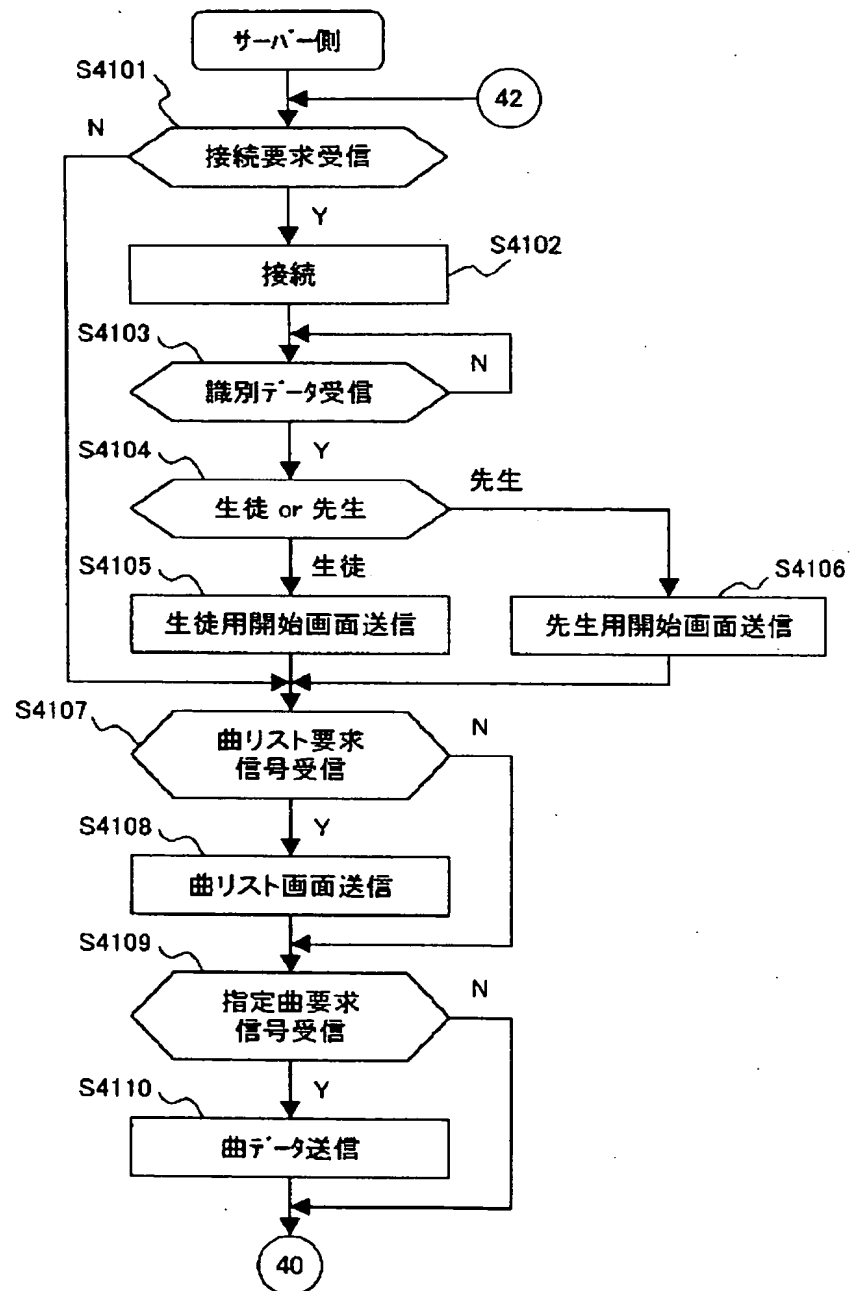 サーバー側
S4101
42
N
接続要求受信
Y
S4102
接続
S4103
N
識別データ受信
Y
S4104
先生
生徒 or 先生
生徒
S4105
S4106
生徒用開始画面送信
先生用開始画面送信
S4107
N
曲リスト要求
信号受信
Y
S4108
曲リスト画面送信
S4109
N
指定曲要求
信号受信
Y
S4110
曲データ送信
40